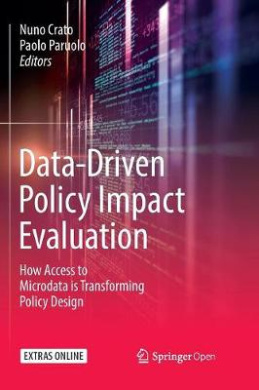 Nuno Crato
Paolo Paruolo
Editors
Data-Driven
Policy Impact
Evaluation
How Access to
Microdata is Transforming
Policy Design
EXTRAS ONLINE
Springer Open